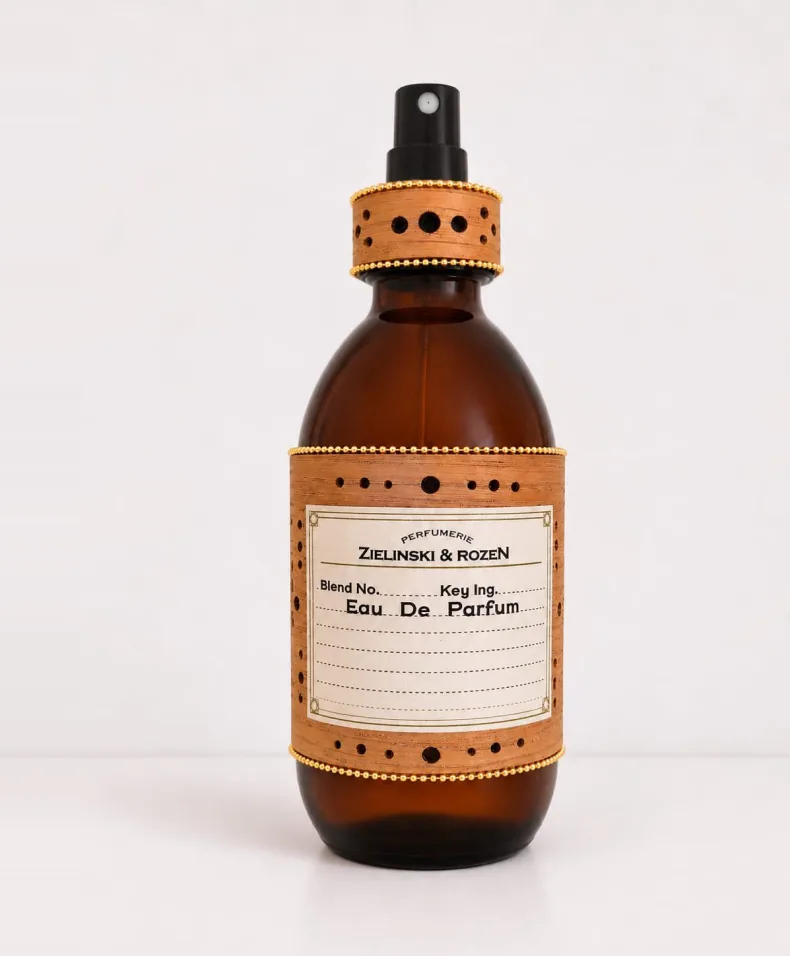 PERFUMERIE
ZIELINSKI & ROZEN
Blend No. Key Ing.
Eau De Parfum